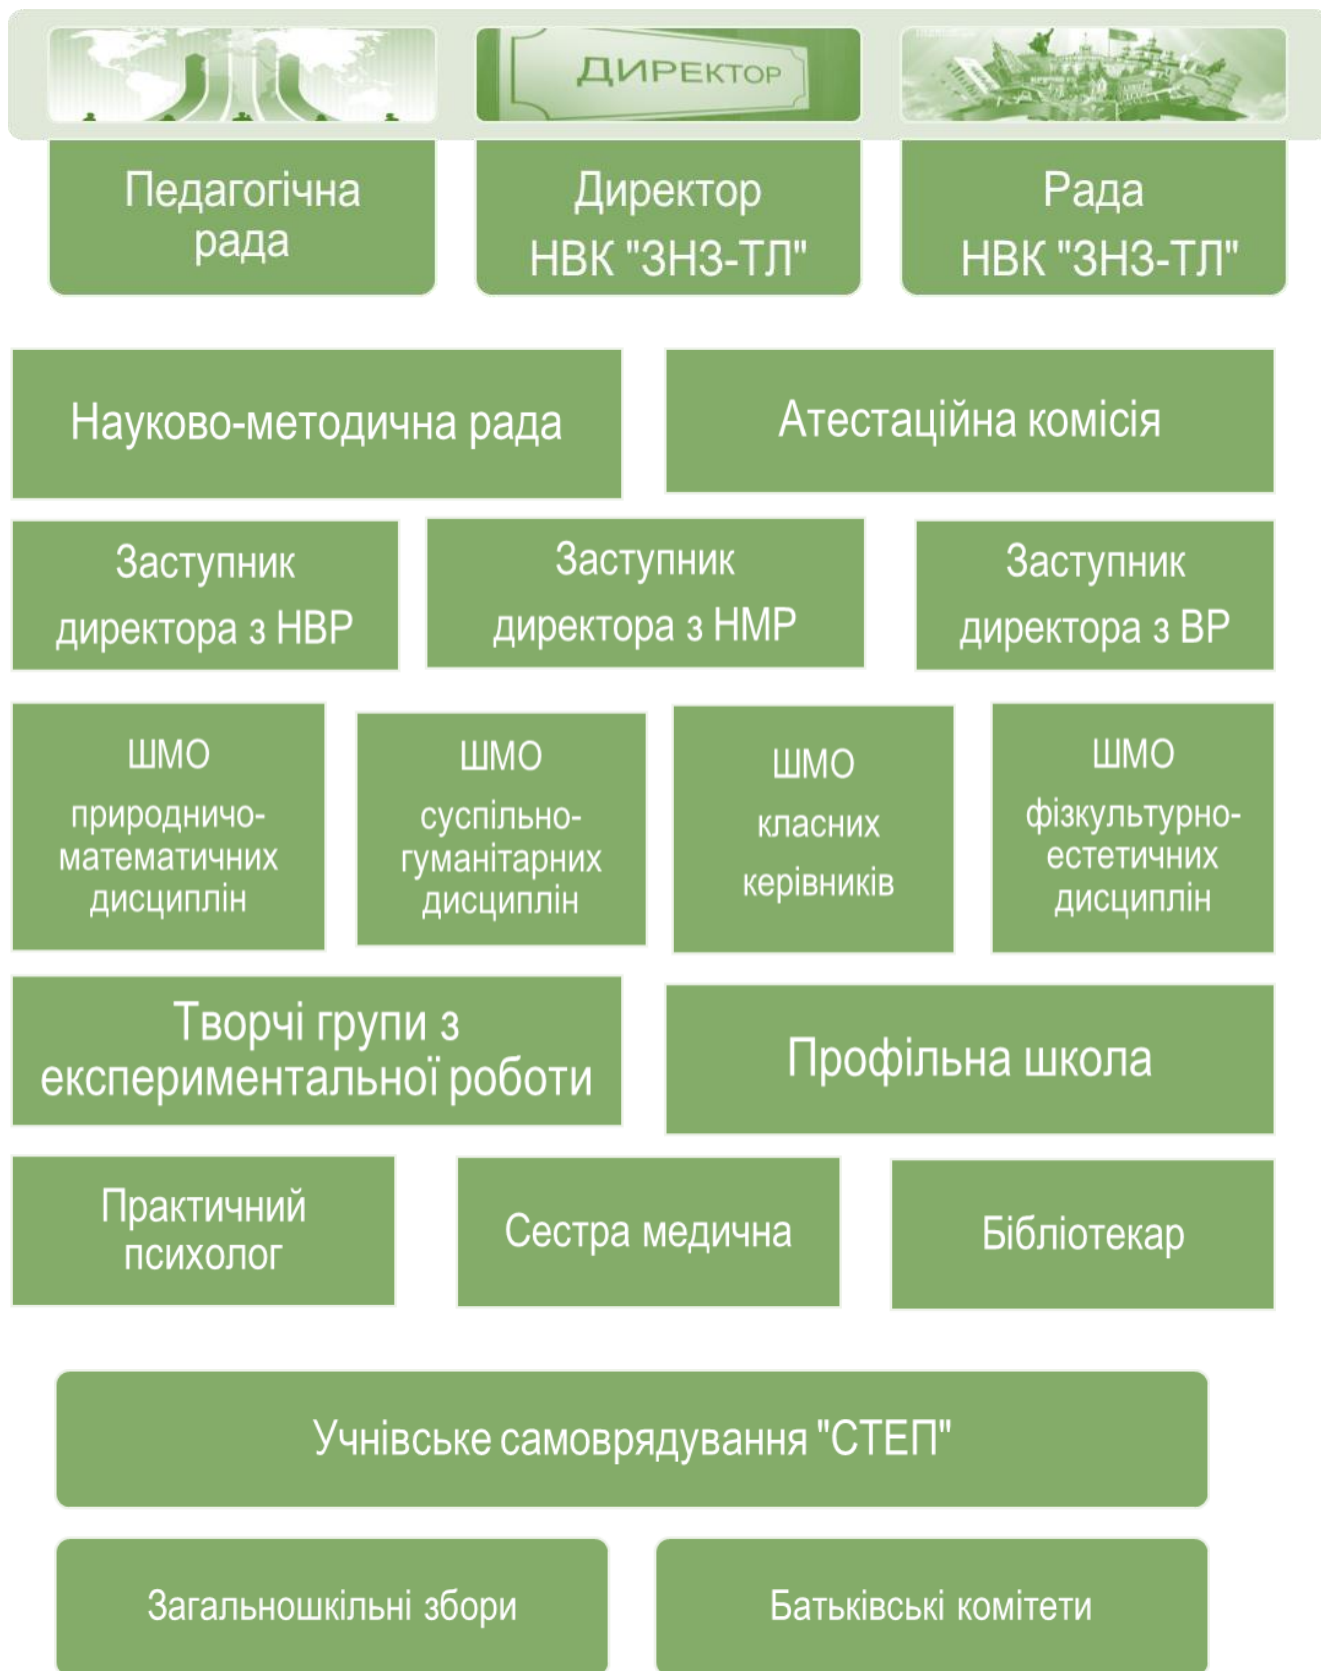 ДИРЕКТОР
Педагогічна
рада
Директор
НВК "ЗНЗ-ТЛ"
Рада
НВК "ЗНЗ-ТЛ"
Науково-методична рада
Атестаційна комісія
Заступник
директора з НВР
Заступник
директора з НМР
Заступник
директора з ВР
ШМО
природничо-
математичних
дисциплін
ШМО
суспільно-
гуманітарних
дисциплін
ШМО
класних
керівників
ШМО
фізкультурно-
естетичних
дисциплін
Творчі групи з
експериментальної роботи
Профільна школа
Практичний
психолог
Сестра медична
Бібліотекар
Учнівське самоврядування "СТЕП"
Загальношкільні збори
Батьківські комітети